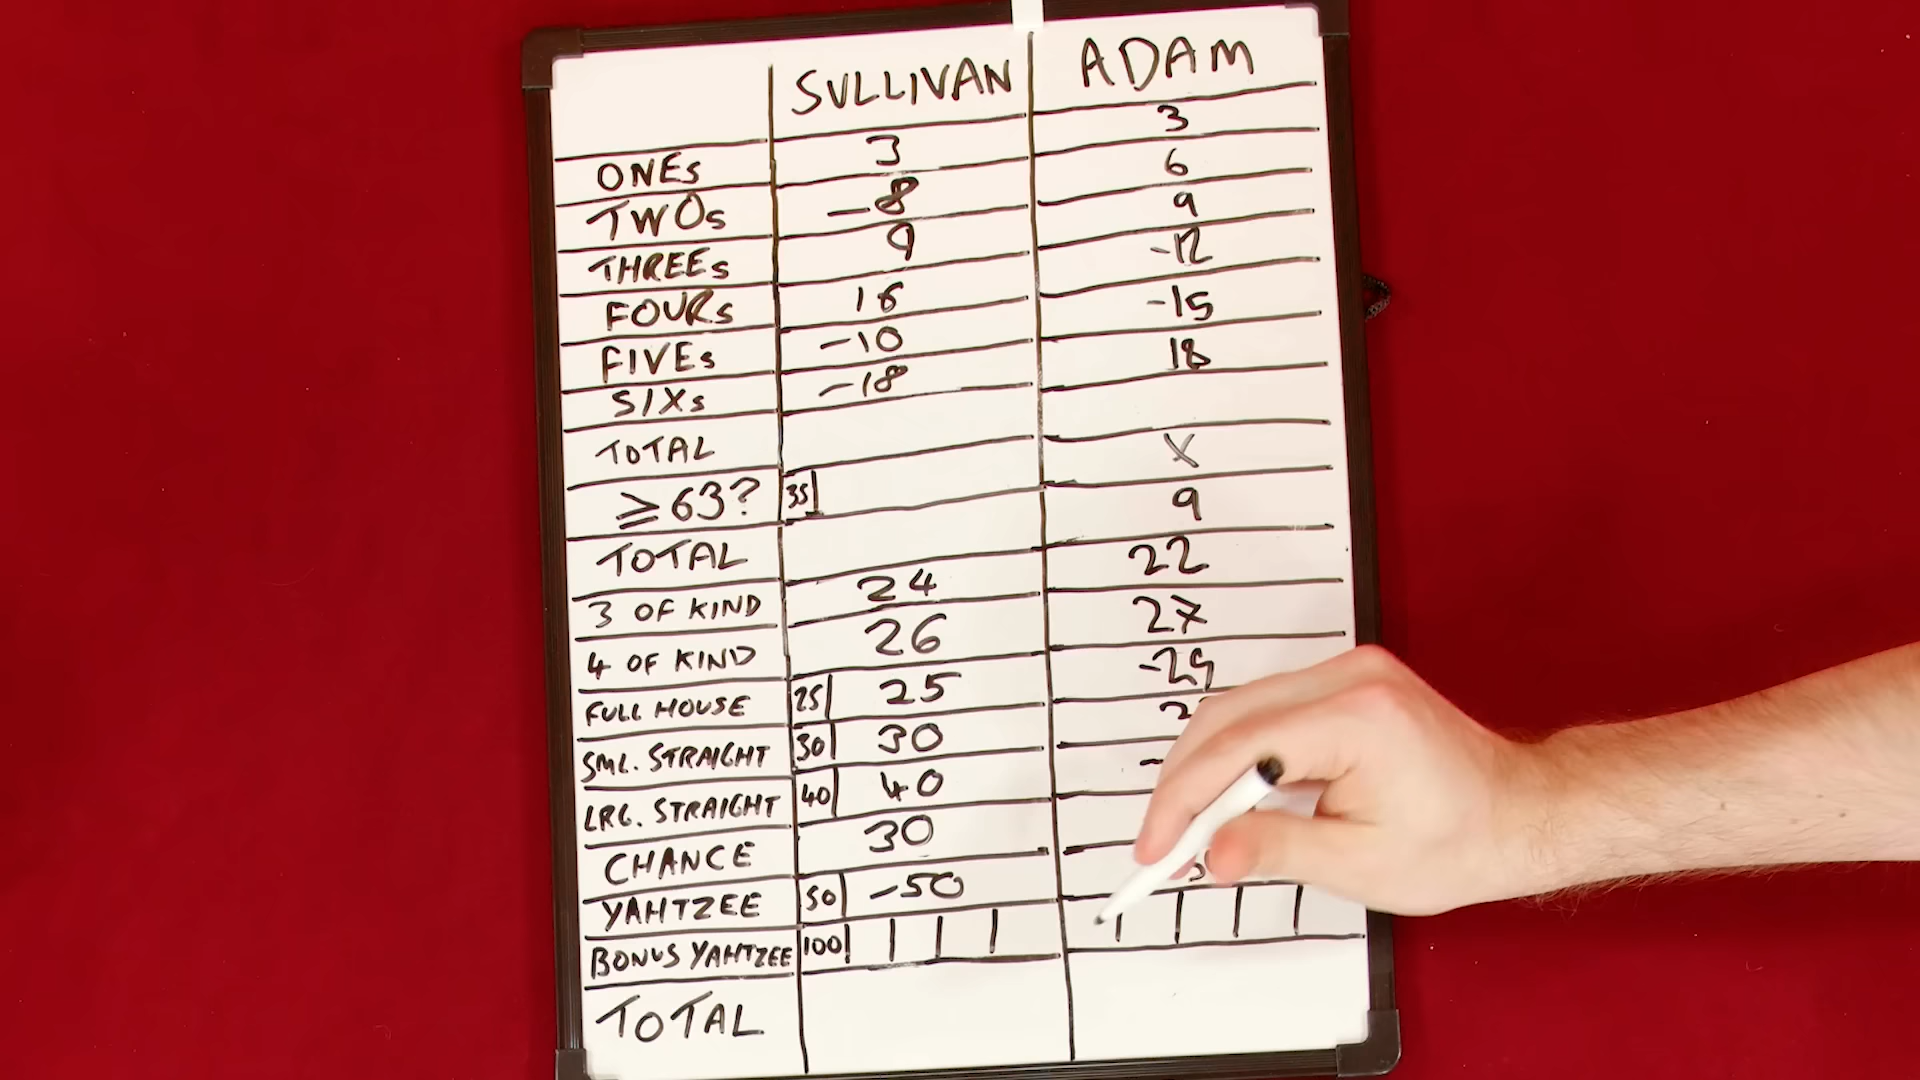 SULLIVAN ADAM
ONEs 3 3
TWOs -8 6
THREEs 9 9
FOURs 16 -12
FIVEs -10 -15
SIXs -18 18
TOTAL
≥63? 35 X
TOTAL 9
3 OF KIND 24 22
4 OF KIND 26 27
FULL HOUSE 25 25
SML. STRAIGHT 30 30
LRG. STRAIGHT 40 40
CHANCE 30
YAHTZEE 50 -50
BONUS YAHTZEE 100
TOTAL